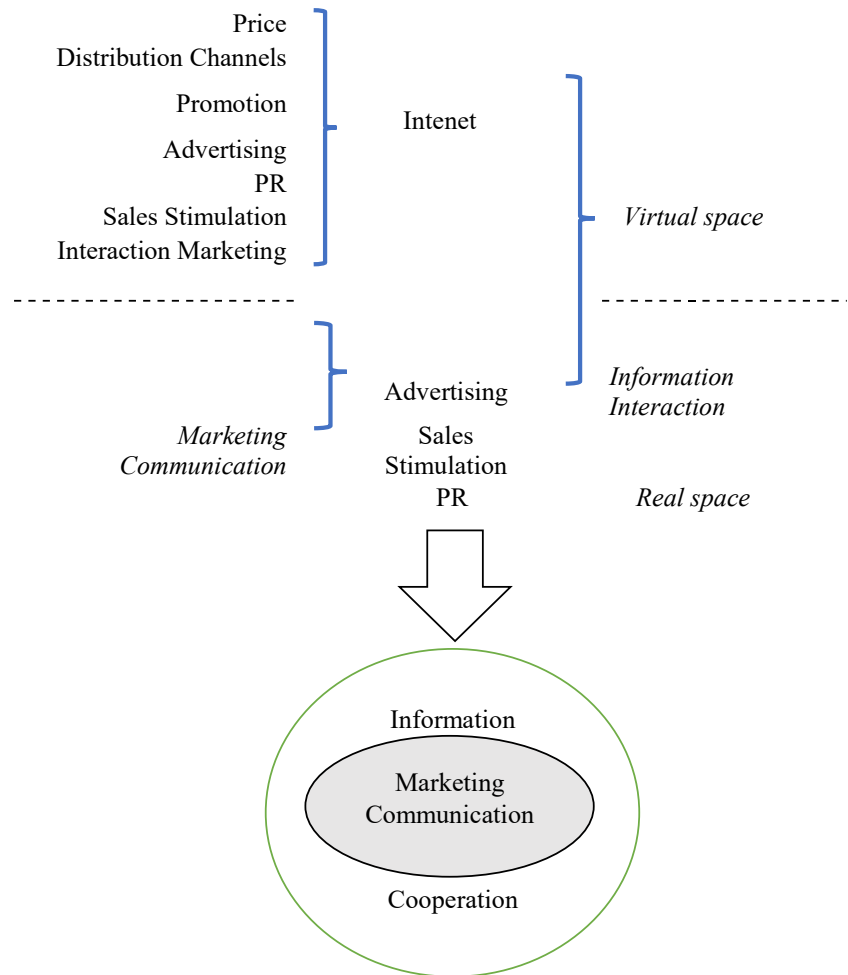 Price
Distribution Channels
Promotion
Advertising
PR
Sales Stimulation
Interaction Marketing
Intenet
Virtual space
Marketing
Communication
Advertising
Sales
Stimulation
PR
Information
Interaction
Real space
Information
Marketing
Communication
Cooperation